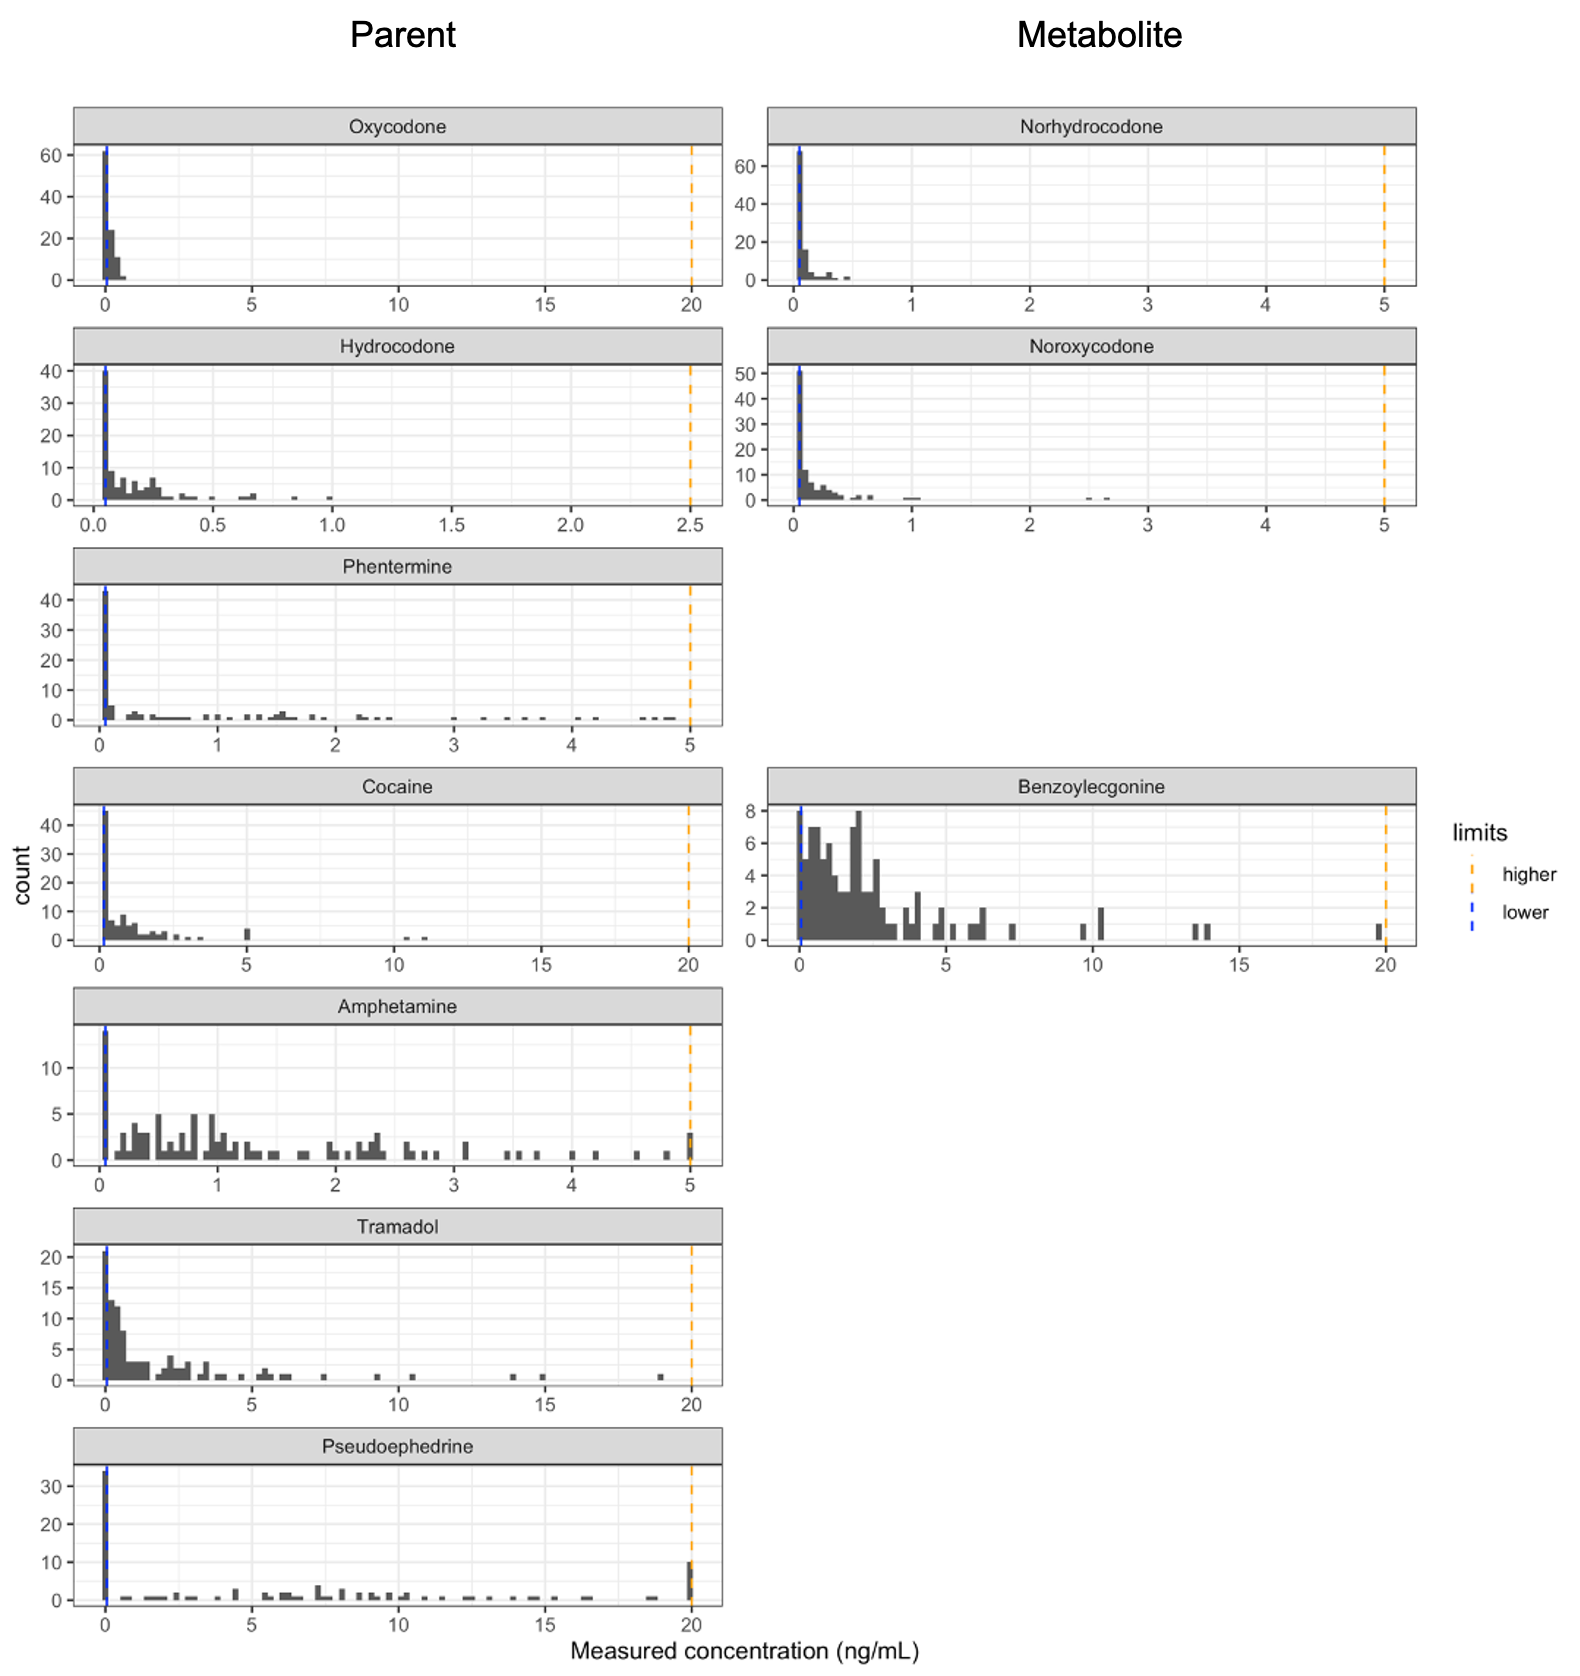 Parent Metabolite
Oxycodone Norhydrocodone
60
40
20
0
0 5 10 15 20
60
40
20
0
0 1 2 3 4 5
Hydrocodone Noroxycodone
40
30
20
10
0
0.0 0.5 1.0 1.5 2.0 2.5
50
40
30
20
10
0
0 1 2 3 4 5
Phentermine
40
30
20
10
0
0 1 2 3 4 5
Cocaine Benzoylecgonine
40
30
20
10
0
0 5 10 15 20
8
6
4
2
0
0 5 10 15 20
limits
higher
lower
count
Amphetamine
10
5
0
0 1 2 3 4 5
Tramadol
20
15
10
5
0
0 5 10 15 20
Pseudoephedrine
30
20
10
0
0 5 10 15 20
Measured concentration (ng/mL)